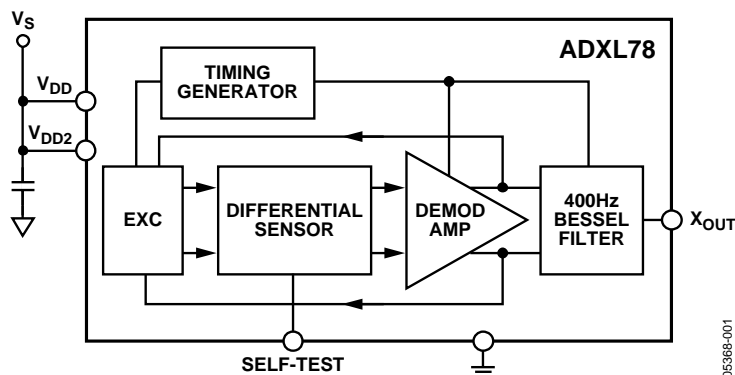 VS
ADXL78
TIMING
GENERATOR
VDD
VDD2
EXC
DIFFERENTIAL
SENSOR
DEMOD
AMP
400Hz
BESSEL
FILTER
XOUT
SELF-TEST
05368-001